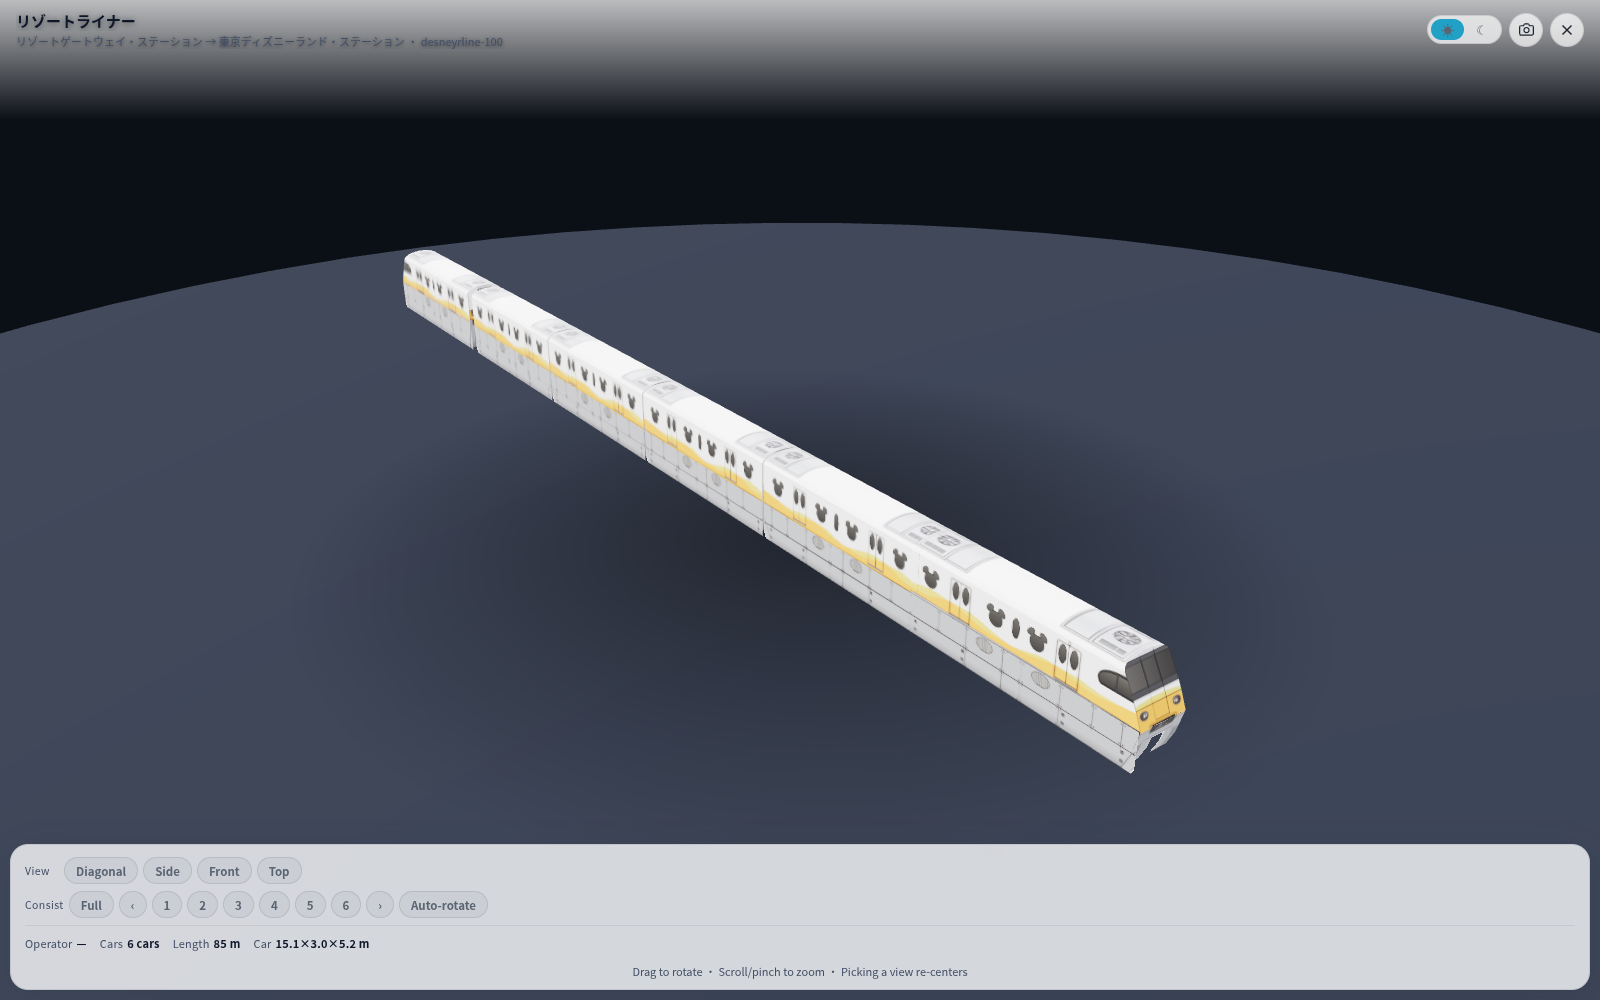 リゾートライナー
リゾートゲートウェイ・ステーション → 東京ディズニーランド・ステーション ・ desneyrline-100
View Diagonal Side Front Top
Consist Full ‹ 1 2 3 4 5 6 › Auto-rotate
Operator — Cars 6 cars Length 85 m Car 15.1×3.0×5.2 m
Drag to rotate ・ Scroll/pinch to zoom ・ Picking a view re-centers